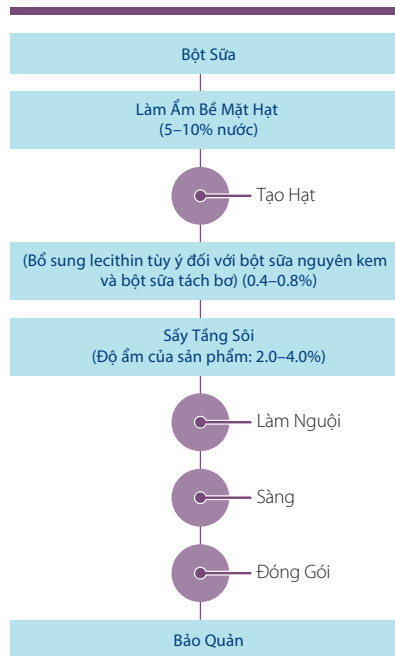 Bột Sữa
Làm Ẩm Bề Mặt Hạt
(5–10% nước)
Tạo Hạt
(Bổ sung lecithin tùy ý đối với bột sữa nguyên kem
và bột sữa tách bơ) (0.4–0.8%)
Sấy Tầng Sôi
(Độ ẩm của sản phẩm: 2.0–4.0%)
Làm Nguội
Sàng
Đóng Gói
Bảo Quản